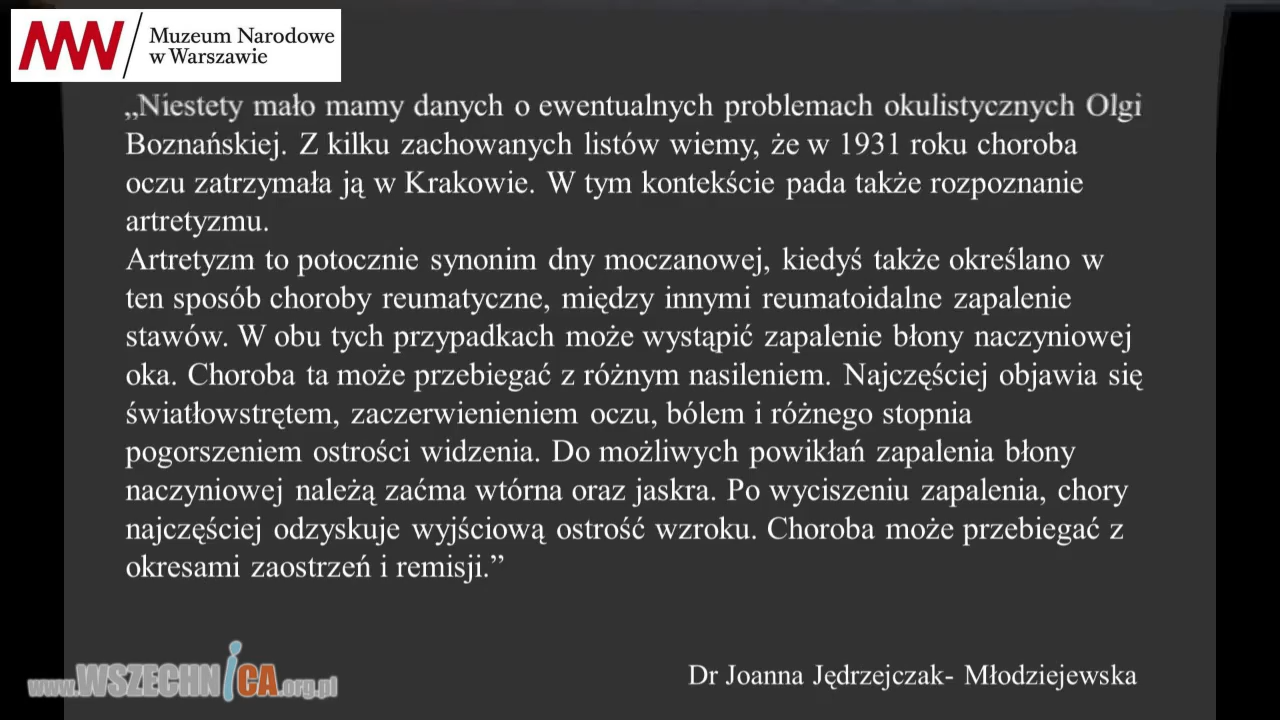 Muzeum Narodowe
w Warszawie
„Niestety mało mamy danych o ewentualnych problemach okulistycznych Olgi
Boznańskiej. Z kilku zachowanych listów wiemy, że w 1931 roku choroba
oczu zatrzymała ją w Krakowie. W tym kontekście pada także rozpoznanie
artretyzmu.
Artretyzm to potocznie synonim dny moczanowej, kiedyś także określano w
ten sposób choroby reumatyczne, między innymi reumatoidalne zapalenie
stawów. W obu tych przypadkach może wystąpić zapalenie błony naczyniowej
oka. Choroba ta może przebiegać z różnym nasileniem. Najczęściej objawia się
światłowstrętem, zaczerwienieniem oczu, bólem i różnego stopnia
pogorszeniem ostrości widzenia. Do możliwych powikłań zapalenia błony
naczyniowej należą zaćma wtórna oraz jaskra. Po wyciszeniu zapalenia, chory
najczęściej odzyskuje wyjściową ostrość wzroku. Choroba może przebiegać z
okresami zaostrzeń i remisji.”
Dr Joanna Jędrzejczak- Młodziejewska
www.WSZECHNiCA.org.pl